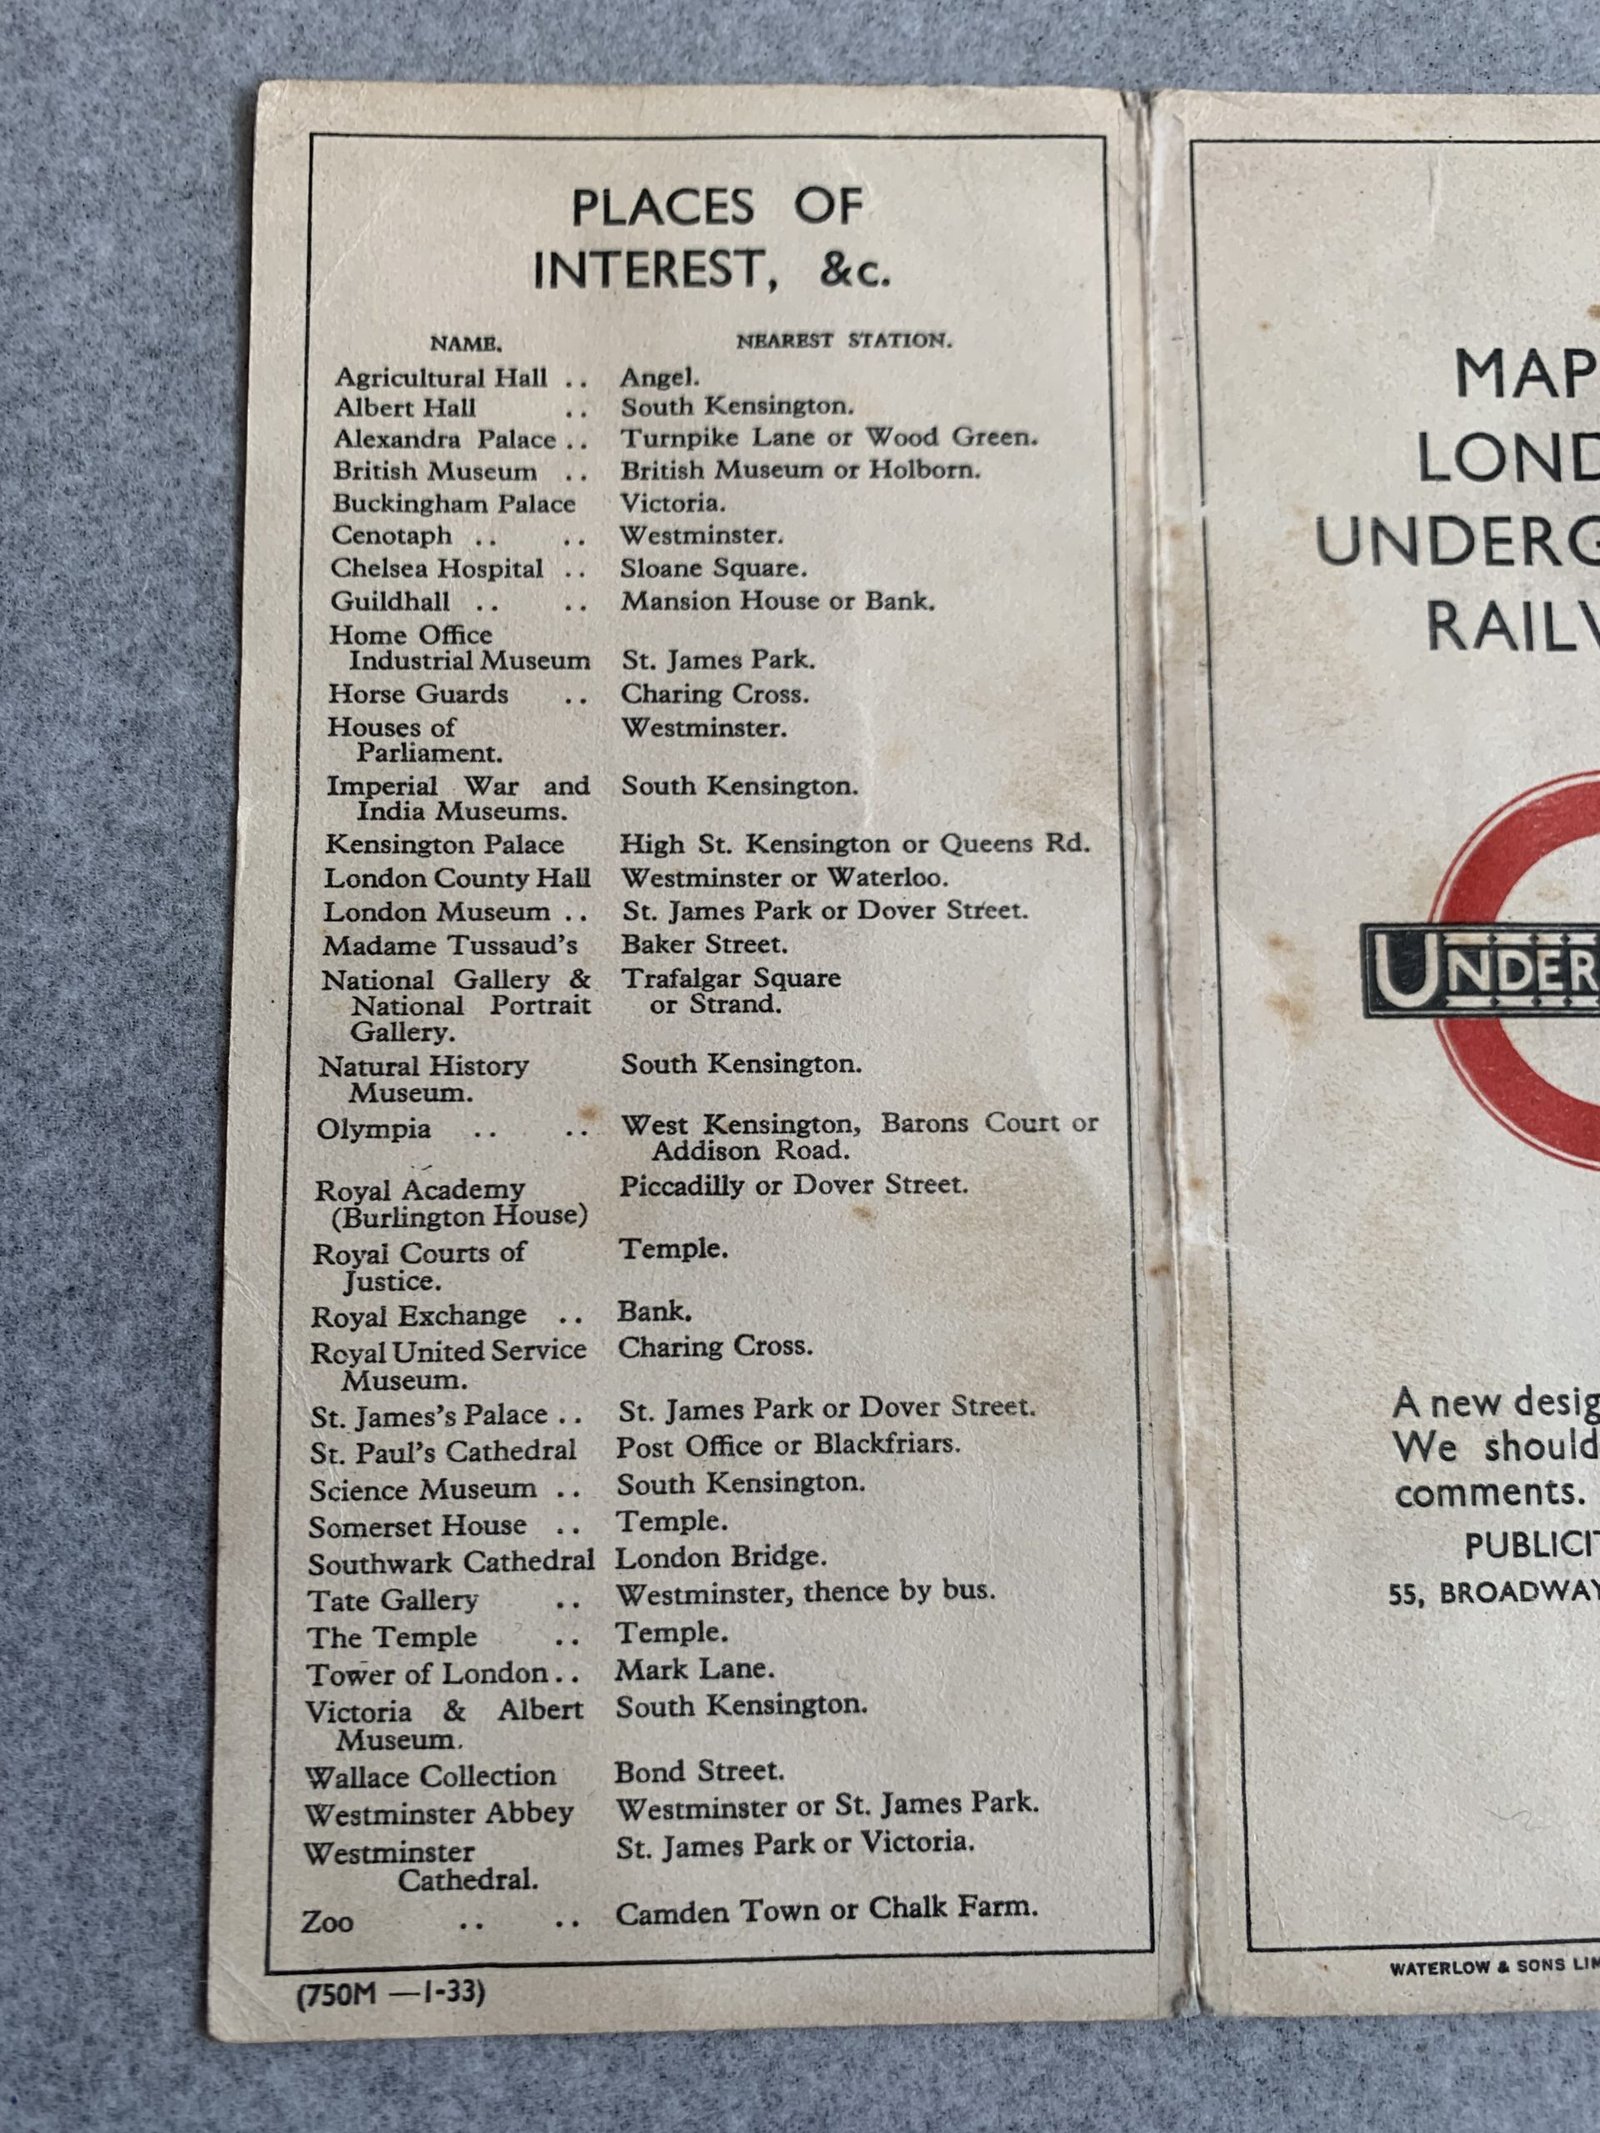 PLACES OF
INTEREST, &c.
NAME. NEAREST STATION.
Agricultural Hall .. Angel.
Albert Hall .. South Kensington.
Alexandra Palace .. Turnpike Lane or Wood Green.
British Museum .. British Museum or Holborn.
Buckingham Palace Victoria.
Cenotaph .. .. Westminster.
Chelsea Hospital .. Sloane Square.
Guildhall .. .. Mansion House or Bank.
Home Office
Industrial Museum St. James Park.
Horse Guards .. Charing Cross.
Houses of Westminster.
Parliament.
Imperial War and South Kensington.
India Museums.
Kensington Palace High St. Kensington or Queens Rd.
London County Hall Westminster or Waterloo.
London Museum .. St. James Park or Dover Street.
Madame Tussaud's Baker Street.
National Gallery & Trafalgar Square
National Portrait or Strand.
Gallery.
Natural History South Kensington.
Museum.
Olympia .. .. West Kensington, Barons Court or
Addison Road.
Royal Academy Piccadilly or Dover Street.
(Burlington House)
Royal Courts of Temple.
Justice.
Royal Exchange .. Bank.
Royal United Service Charing Cross.
Museum.
St. James's Palace .. St. James Park or Dover Street.
St. Paul's Cathedral Post Office or Blackfriars.
Science Museum .. South Kensington.
Somerset House .. Temple.
Southwark Cathedral London Bridge.
Tate Gallery .. Westminster, thence by bus.
The Temple .. Temple.
Tower of London .. Mark Lane.
Victoria & Albert South Kensington.
Museum.
Wallace Collection Bond Street.
Westminster Abbey Westminster or St. James Park.
Westminster St. James Park or Victoria.
Cathedral.
Zoo .. .. Camden Town or Chalk Farm.
(750M —1-33)
MAP
LOND
UNDERG
RAILW
UNDER
A new desig
We should
comments.
PUBLICIT
55, BROADWAY
WATERLOW & SONS LIM